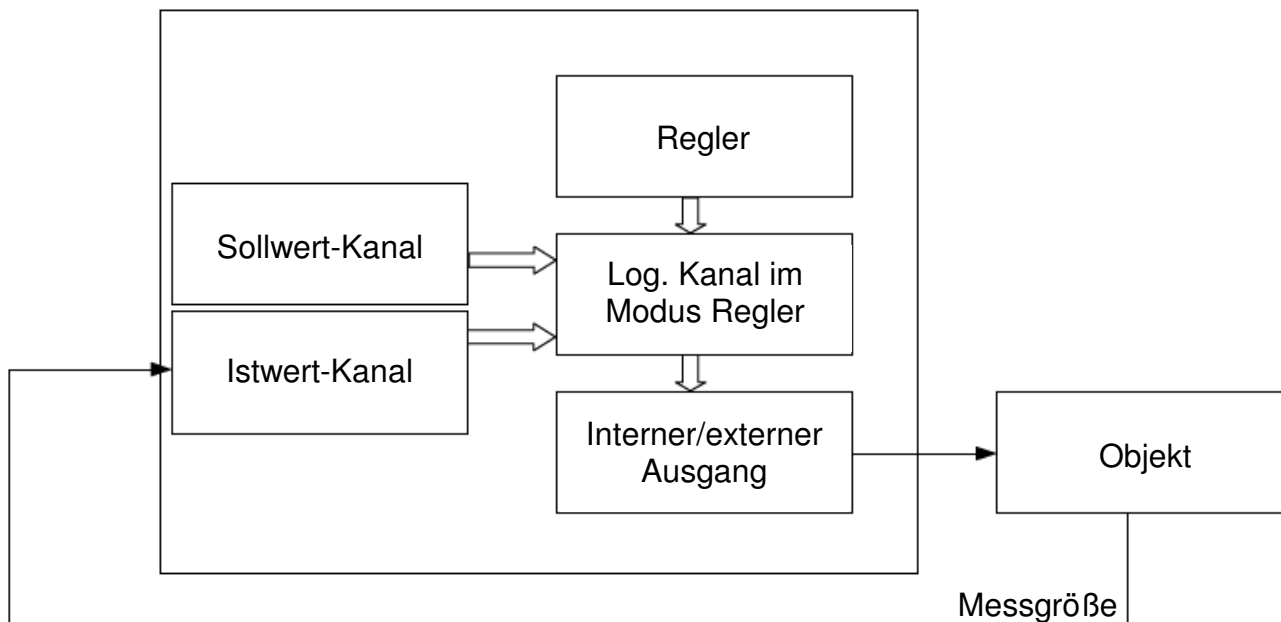 Regler
Sollwert-Kanal
Log. Kanal im
Modus Regler
Istwert-Kanal
Interner/externer
Ausgang
Objekt
Messgröße